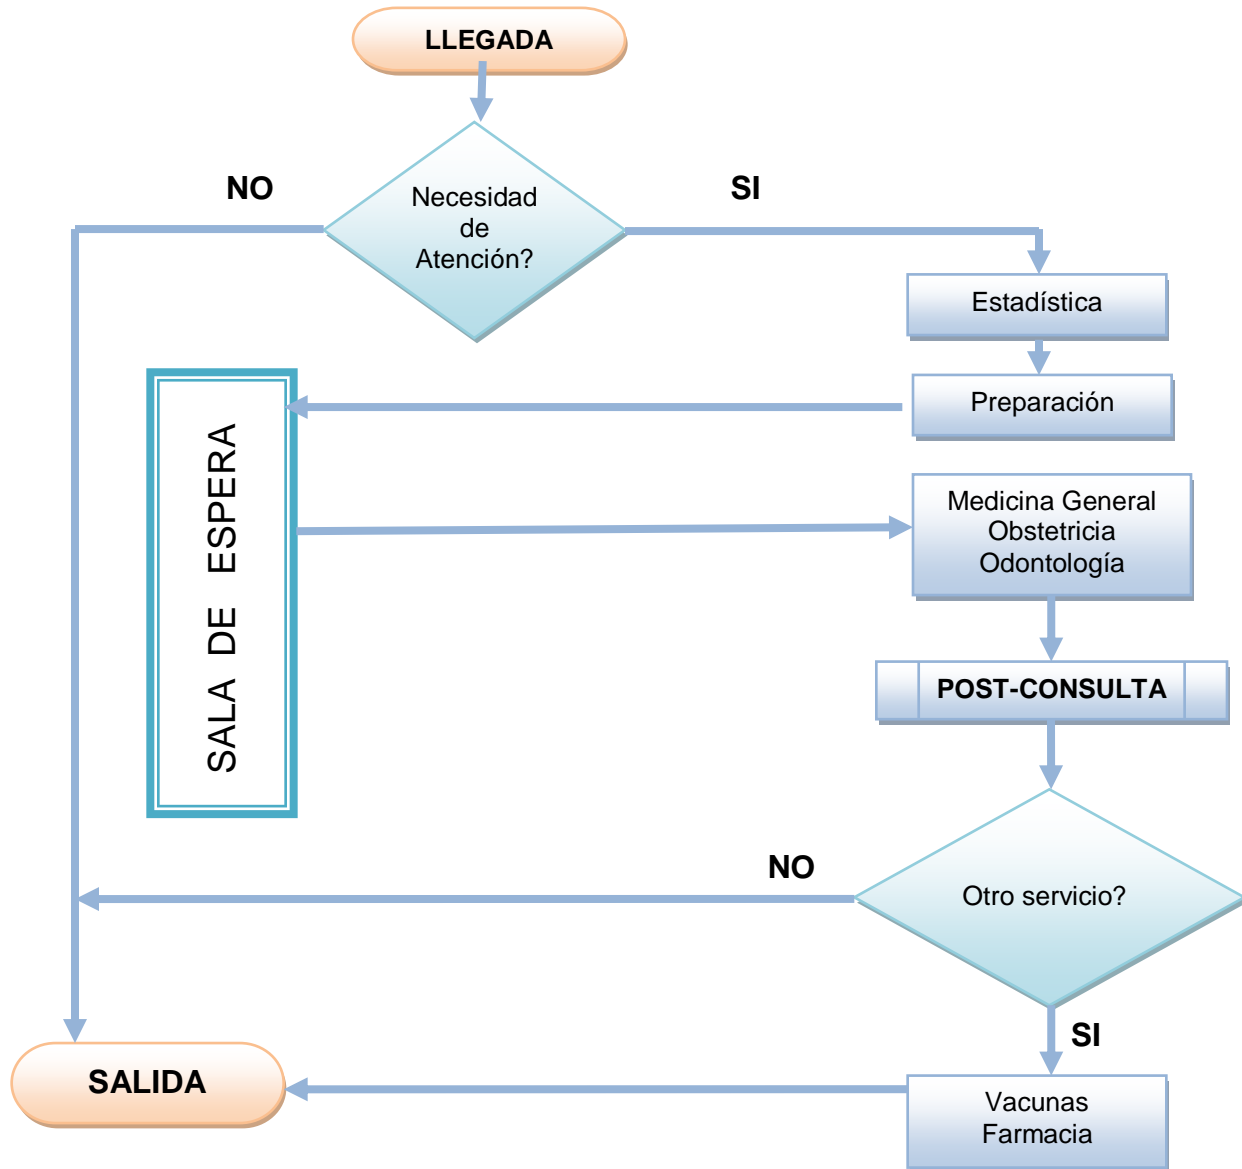 LLEGADA
NO
SI
Necesidad
de
Atención?
Estadística
Preparación
SALA DE ESPERA
Medicina General
Obstetricia
Odontología
POST-CONSULTA
NO
Otro servicio?
SI
SALIDA
Vacunas
Farmacia